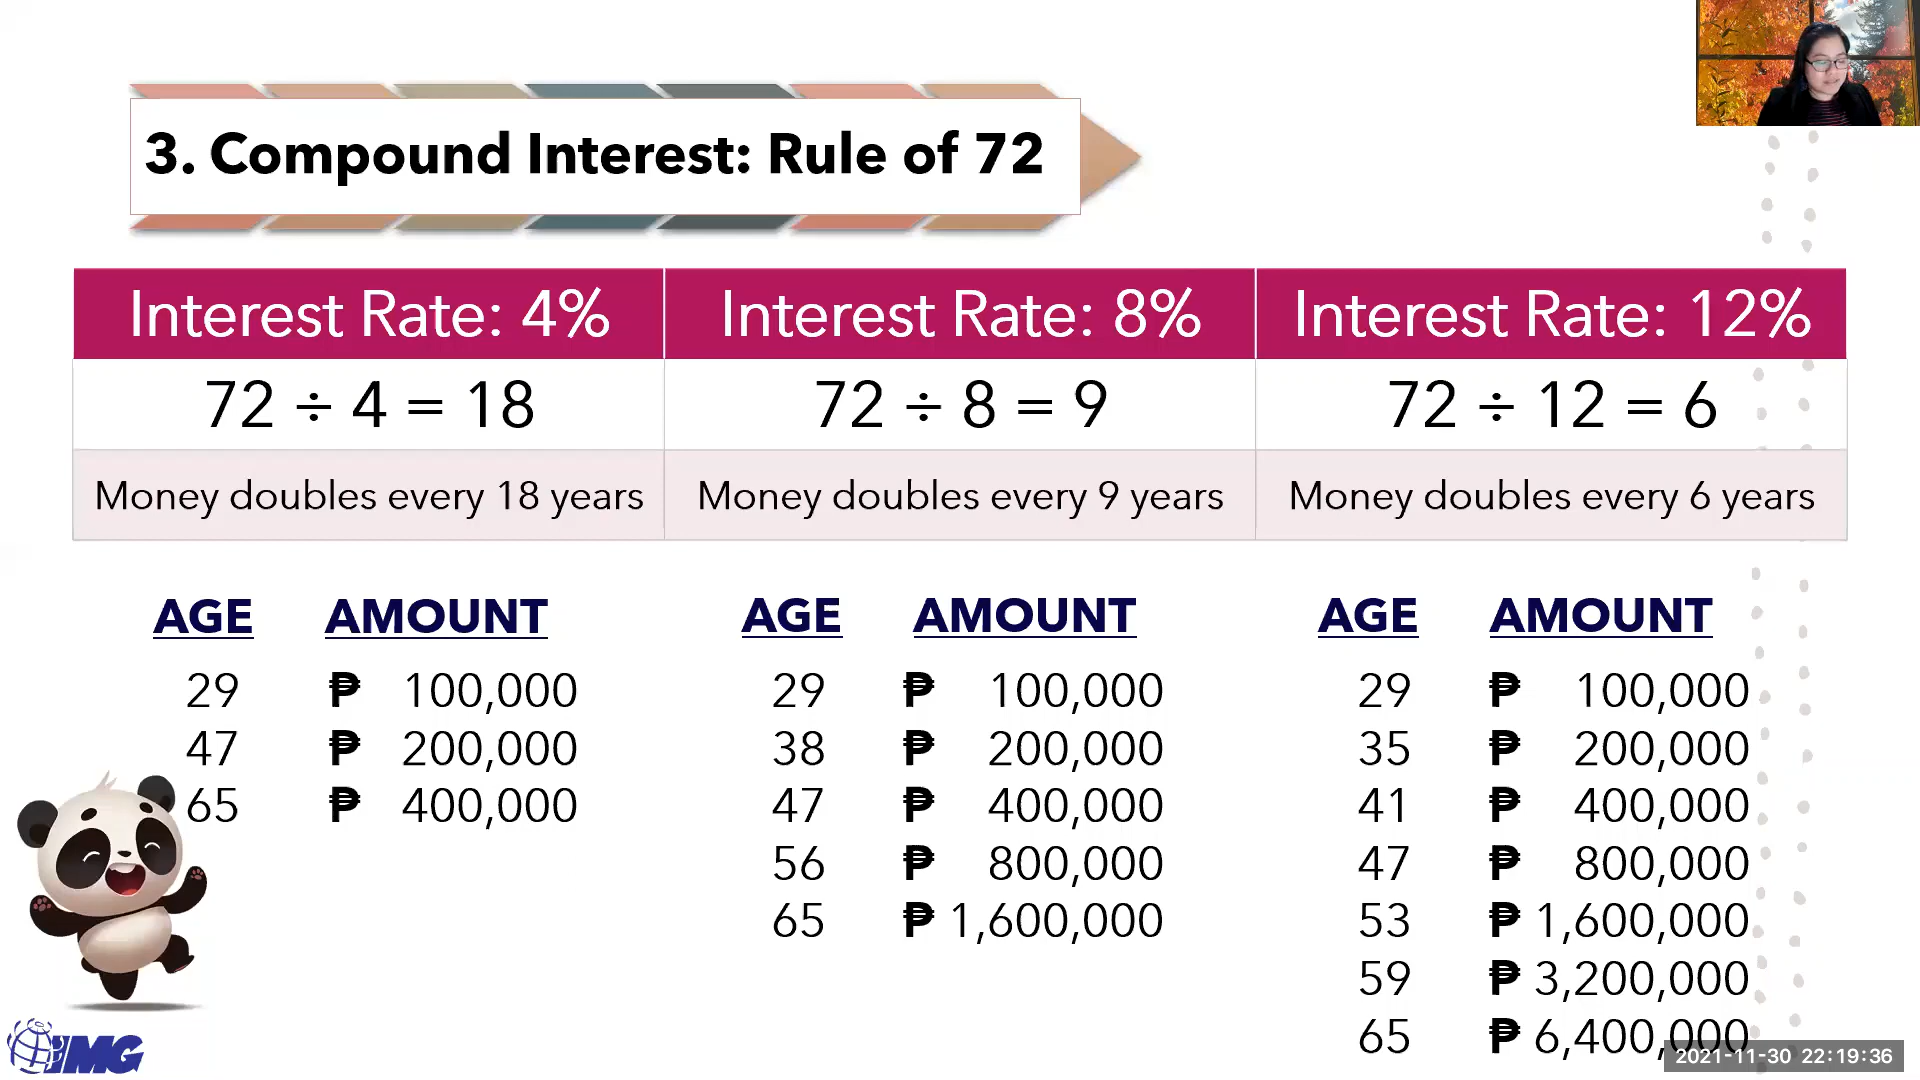 3. Compound Interest: Rule of 72
Interest Rate: 4% Interest Rate: 8% Interest Rate: 12%
72 ÷ 4 = 18 72 ÷ 8 = 9 72 ÷ 12 = 6
Money doubles every 18 years Money doubles every 9 years Money doubles every 6 years
AGE AMOUNT AGE AMOUNT AGE AMOUNT
29 ₱ 100,000 29 ₱ 100,000 29 ₱ 100,000
47 ₱ 200,000 38 ₱ 200,000 35 ₱ 200,000
65 ₱ 400,000 47 ₱ 400,000 41 ₱ 400,000
56 ₱ 800,000 47 ₱ 800,000
65 ₱ 1,600,000 53 ₱ 1,600,000
59 ₱ 3,200,000
65 ₱ 6,400,000
IMG
2021-11-30 22:19:36